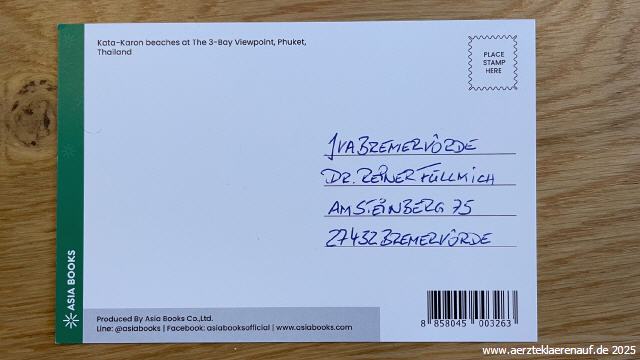 Kata-Karon beaches at The 3-Bay Viewpoint, Phuket,
Thailand
PLACE
STAMP
HERE
JVA BREMERVÖRDE
DR. REINER FÜLLMICH
AM STEINBERG 75
27432 BREMERVÖRDE
ASIA BOOKS
Produced By Asia Books Co.,Ltd.
Line: @asiabooks | Facebook: asiabooksofficial | www.asiabooks.com
8 858045 003263
www.aerzteklaerenauf.de 2025